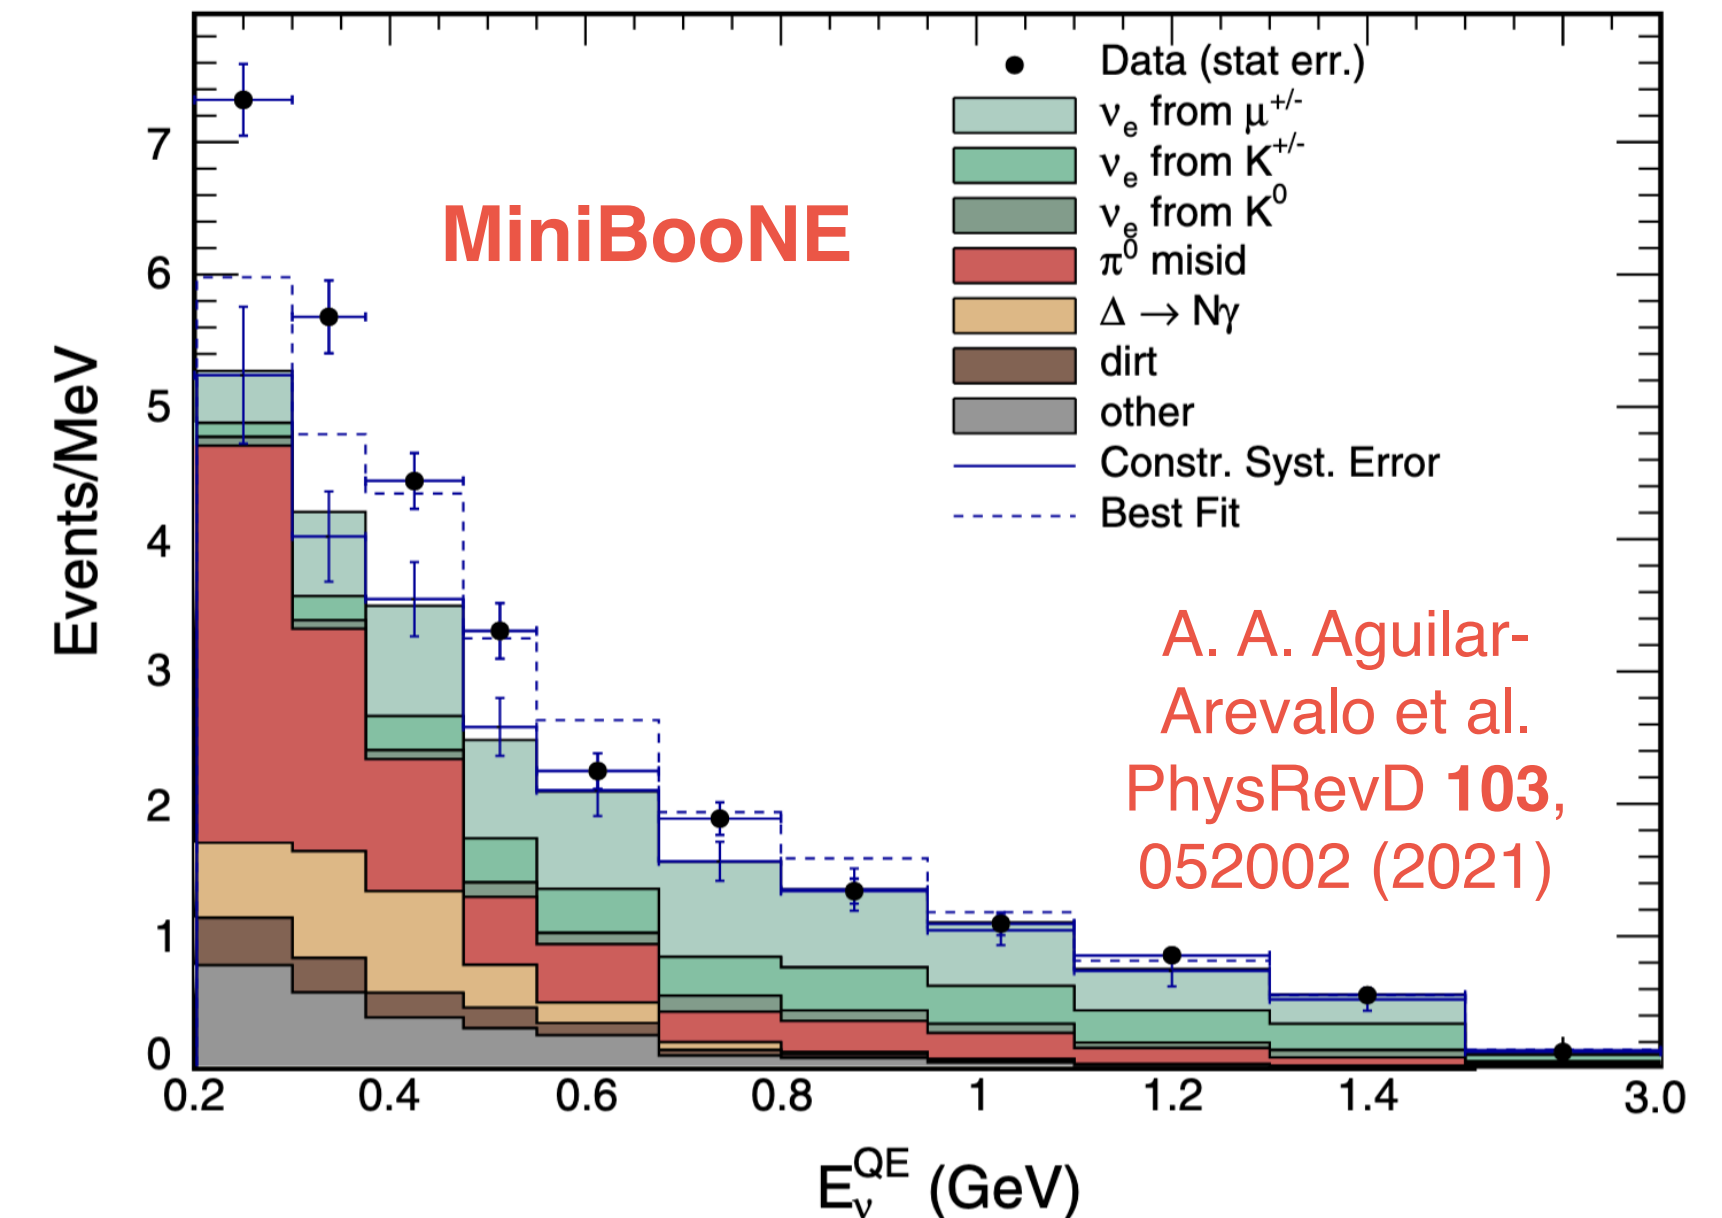 Data (stat err.)
νe from μ+/-
νe from K+/-
νe from K0
π0 misid
Δ → Nγ
dirt
other
Constr. Syst. Error
Best Fit
MiniBooNE
A. A. Aguilar-
Arevalo et al.
PhysRevD 103,
052002 (2021)
Events/MeV
7
6
5
4
3
2
1
0
0.2 0.4 0.6 0.8 1 1.2 1.4 3.0
EνQE (GeV)